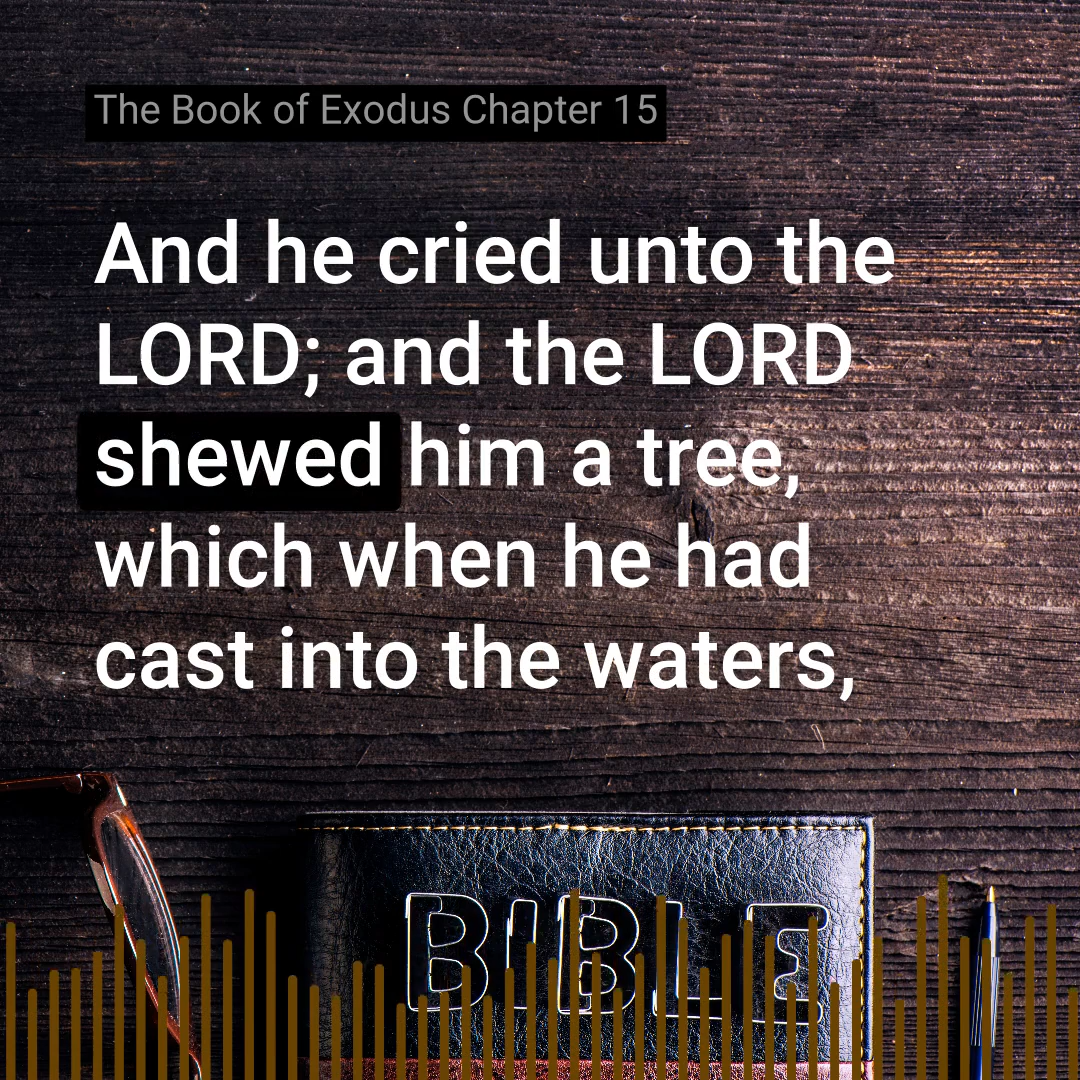 The Book of Exodus Chapter 15
And he cried unto the
LORD; and the LORD
shewed him a tree,
which when he had
cast into the waters,
BIBLE